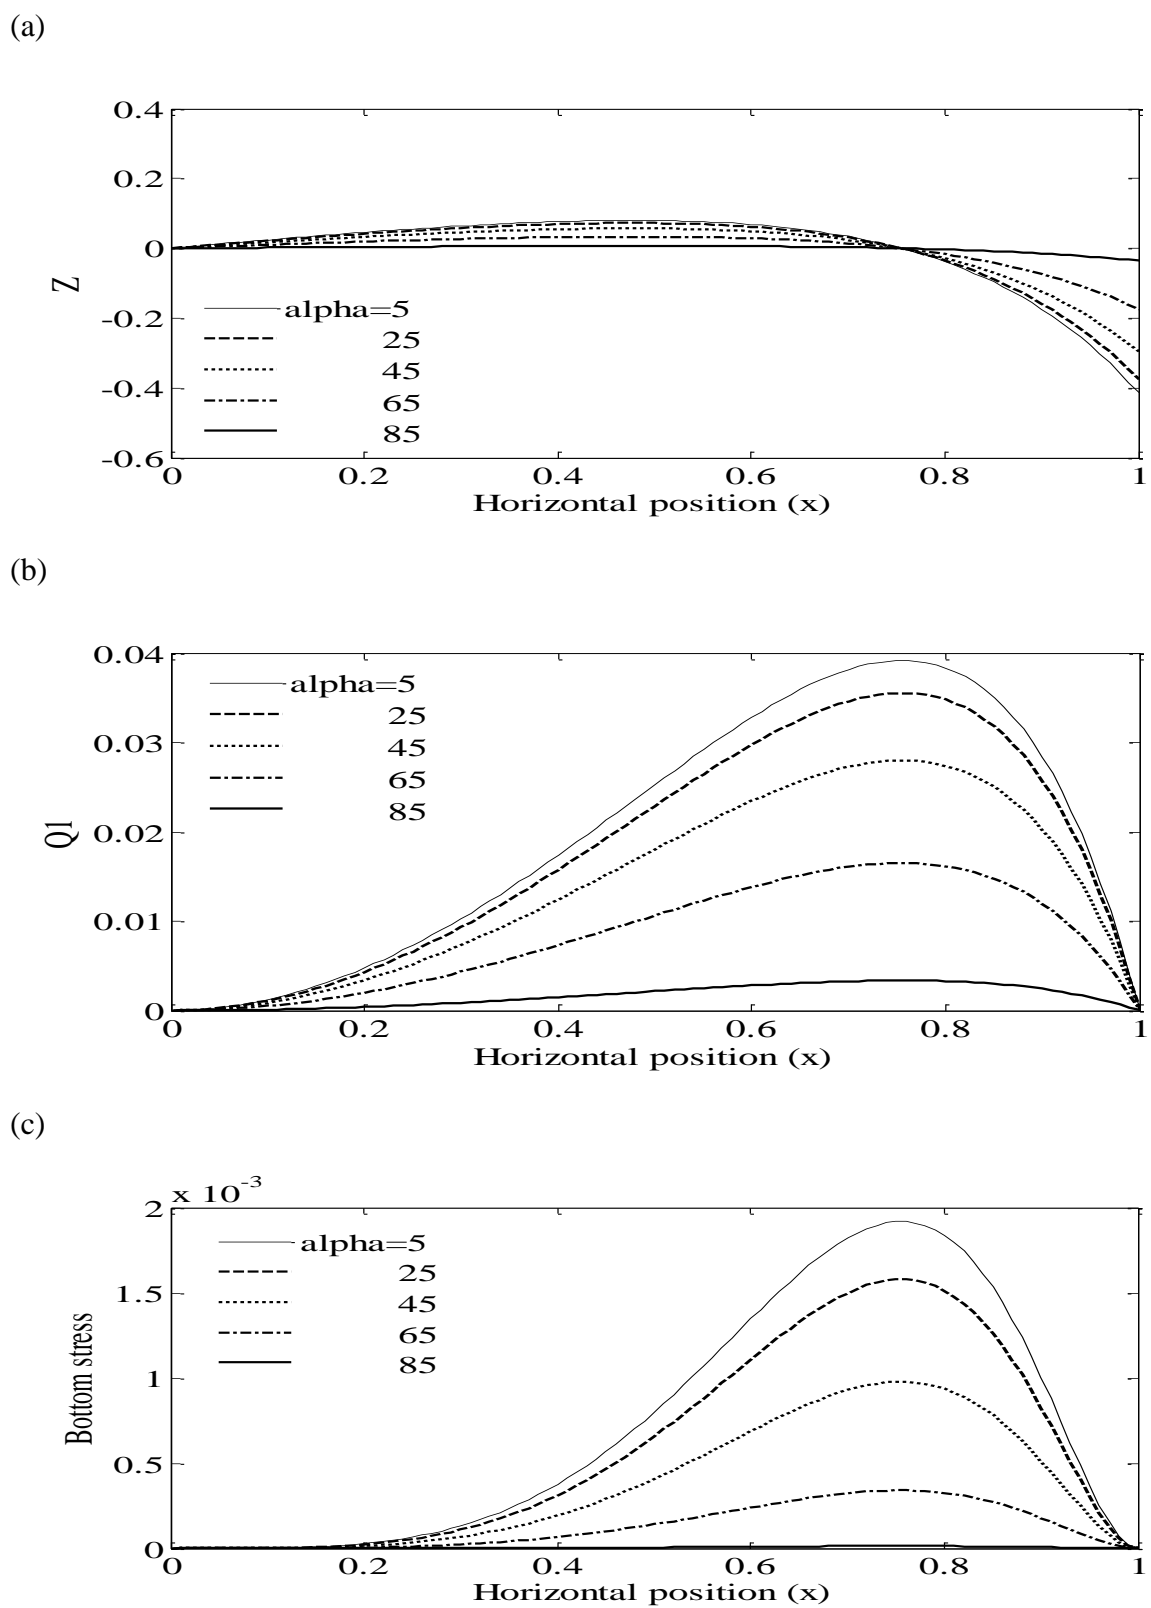 (a)
0.4
0.2
0
-0.2
-0.4
-0.6
Z
alpha=5
25
45
65
85
0 0.2 0.4 0.6 0.8 1
Horizontal position (x)
(b)
0.04
0.03
0.02
0.01
0
Q1
alpha=5
25
45
65
85
0 0.2 0.4 0.6 0.8 1
Horizontal position (x)
(c)
x 10-3
2
1.5
1
0.5
0
Bottom stress
alpha=5
25
45
65
85
0 0.2 0.4 0.6 0.8 1
Horizontal position (x)